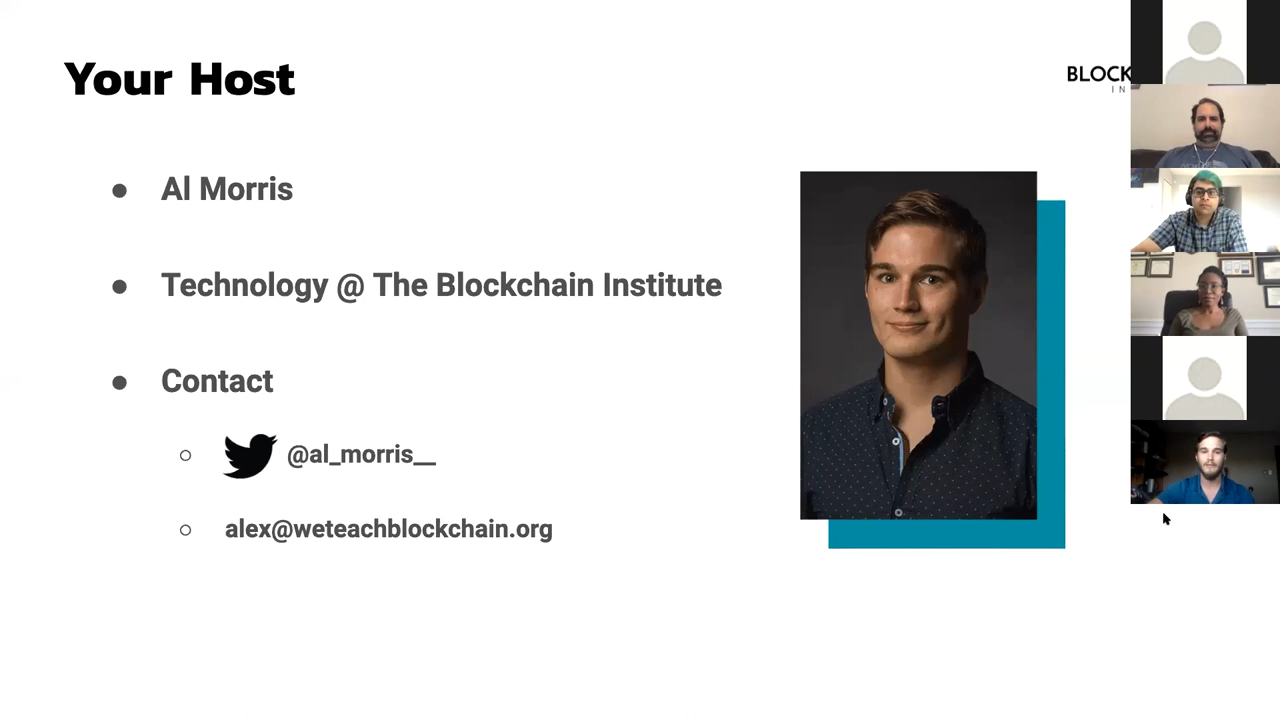 Your Host
BLOCK
IN
Al Morris
Technology @ The Blockchain Institute
Contact
@al_morris__
alex@weteachblockchain.org